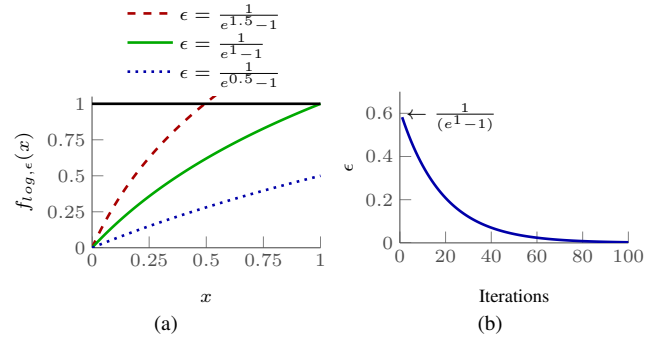 ϵ = 1/(e^1.5−1)
ϵ = 1/(e^1−1)
ϵ = 1/(e^0.5−1)
1
0.75
0.5
0.25
0
f_log,ϵ(x)
0 0.25 0.5 0.75 1
x
(a)
0.6
0.4
0.2
0
ϵ
← 1/(e^1−1)
0 20 40 60 80 100
Iterations
(b)